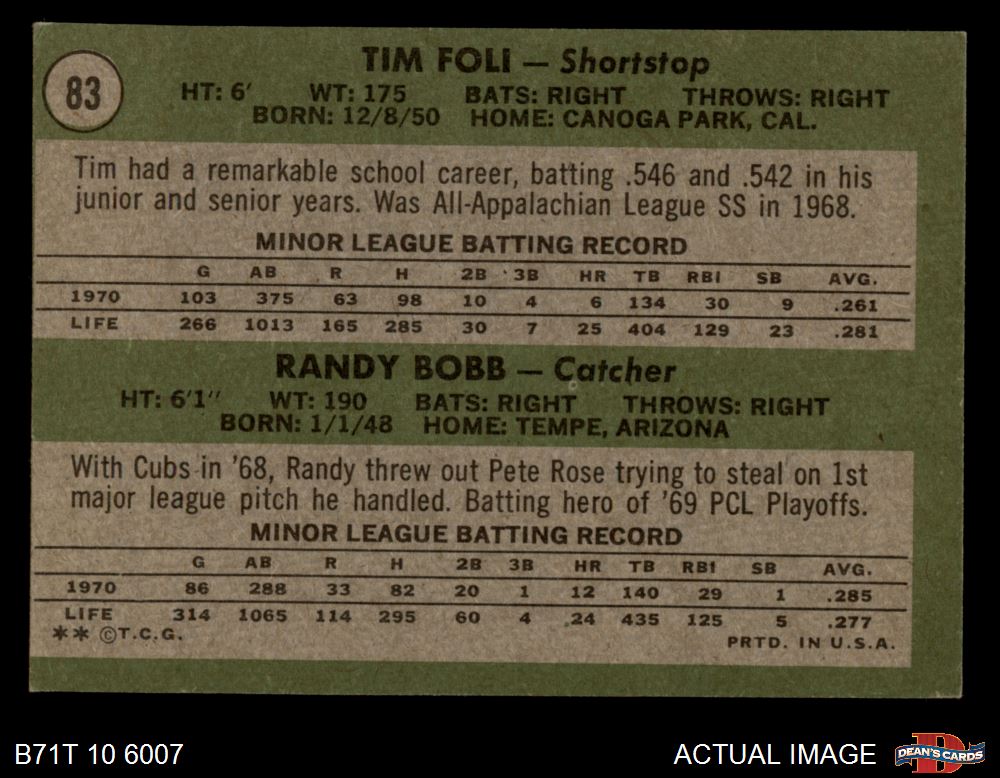 83
TIM FOLI — Shortstop
HT: 6' WT: 175 BATS: RIGHT THROWS: RIGHT
BORN: 12/8/50 HOME: CANOGA PARK, CAL.
Tim had a remarkable school career, batting .546 and .542 in his
junior and senior years. Was All-Appalachian League SS in 1968.
MINOR LEAGUE BATTING RECORD
G AB R H 2B 3B HR TB RBI SB AVG.
1970 103 375 63 98 10 4 6 134 30 9 .261
LIFE 266 1013 165 285 30 7 25 404 129 23 .281
RANDY BOBB — Catcher
HT: 6'1" WT: 190 BATS: RIGHT THROWS: RIGHT
BORN: 1/1/48 HOME: TEMPE, ARIZONA
With Cubs in '68, Randy threw out Pete Rose trying to steal on 1st
major league pitch he handled. Batting hero of '69 PCL Playoffs.
MINOR LEAGUE BATTING RECORD
G AB R H 2B 3B HR TB RBI SB AVG.
1970 86 288 33 82 20 1 12 140 29 1 .285
LIFE 314 1065 114 295 60 4 24 435 125 5 .277
** ©T.C.G. PRTD. IN U.S.A.
B71T 10 6007
ACTUAL IMAGE
D
DEAN'S CARDS